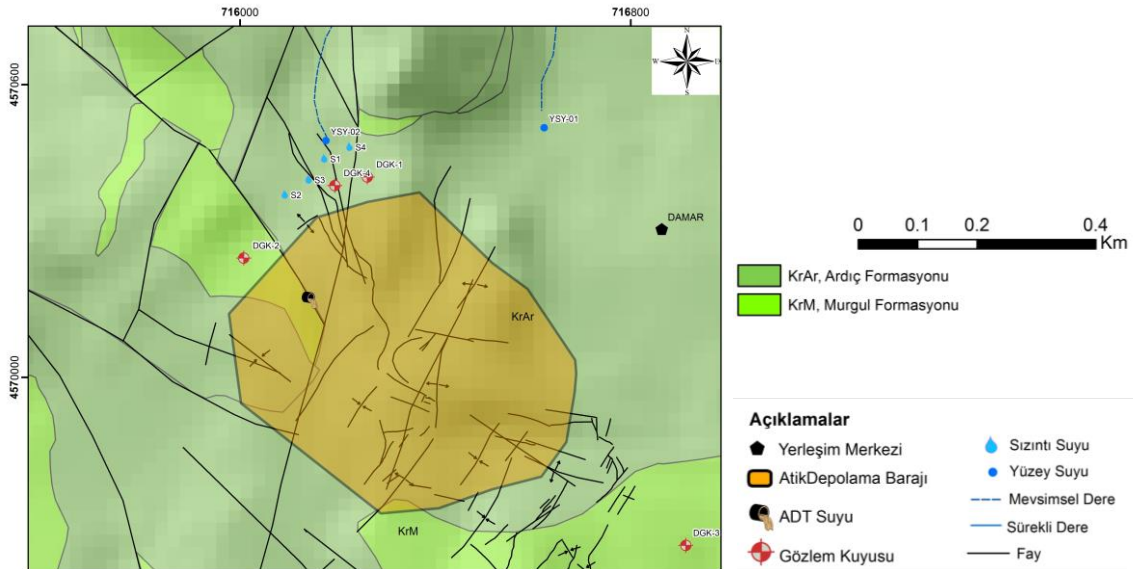 716000
716800
4570600
4570000
N
W
S
YSY-01
YSY-02
S4
S1
DGK-1
S3
DGK-4
S2
DAMAR
DGK-2
KrAr
KrM
DGK-3
0 0.1 0.2 0.4
Km
KrAr, Ardıç Formasyonu
KrM, Murgul Formasyonu
Açıklamalar
Yerleşim Merkezi
AtikDepolama Barajı
ADT Suyu
Gözlem Kuyusu
Sızıntı Suyu
Yüzey Suyu
Mevsimsel Dere
Sürekli Dere
Fay